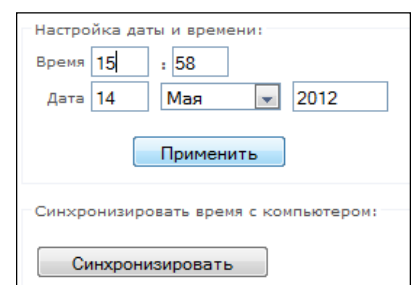 Настройка даты и времени:
Время 15 : 58
Дата 14 Мая 2012
Применить
Синхронизировать время с компьютером:
Синхронизировать